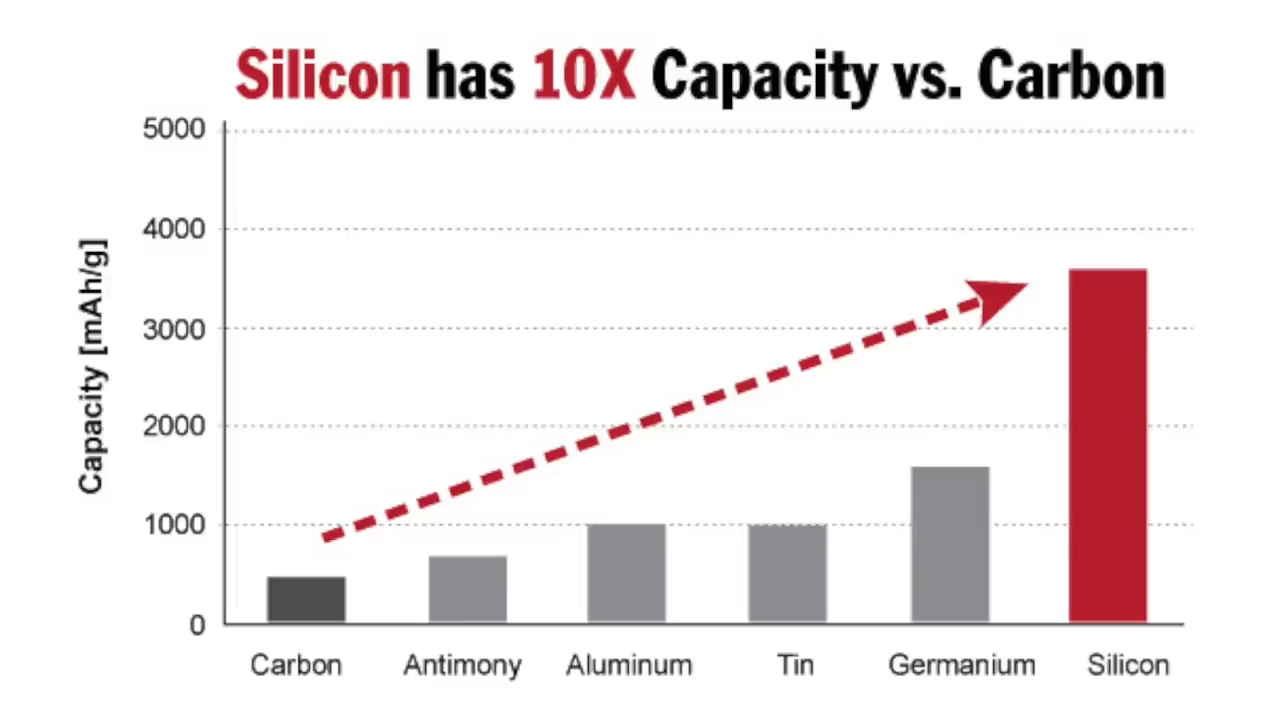 Silicon has 10X Capacity vs. Carbon
5000
4000
3000
2000
1000
0
Capacity [mAh/g]
Carbon Antimony Aluminum Tin Germanium Silicon